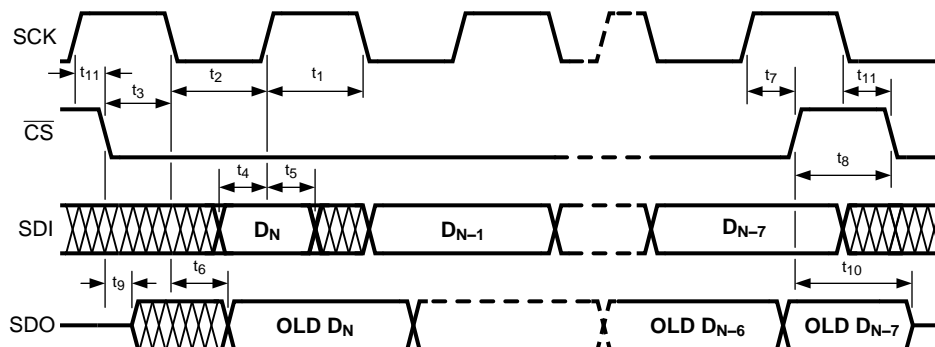 SCK
t11 t3 t2 t1 t7 t11
CS
t4 t5 t8
SDI DN DN–1 DN–7
t9 t6 t10
SDO OLD DN OLD DN–6 OLD DN–7